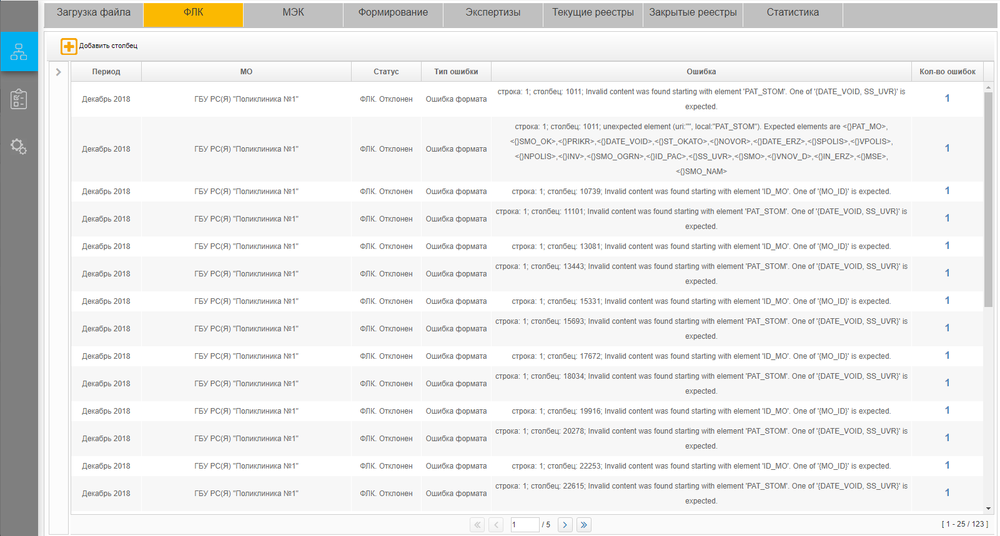 Загрузка файла ФЛК МЭК Формирование Экспертизы Текущие реестры Закрытые реестры Статистика
Добавить столбец
Период МО Статус Тип ошибки Ошибка Кол-во ошибок
Декабрь 2018 ГБУ РС(Я) "Поликлиника №1" ФЛК. Отклонен Ошибка формата строка: 1; столбец: 1011; Invalid content was found starting with element 'PAT_STOM'. One of '{DATE_VOID, SS_UVR}' is
expected. 1
Декабрь 2018 ГБУ РС(Я) "Поликлиника №1" ФЛК. Отклонен Ошибка формата строка: 1; столбец: 1011; unexpected element (uri:"", local:"PAT_STOM"). Expected elements are <{}PAT_MO>,
<{}SMO_OK>,<{}PRIKR>,<{}DATE_VOID>,<{}ST_OKATO>,<{}NOVOR>,<{}DATE_ERZ>,<{}SPOLIS>,<{}VPOLIS>,
<{}NPOLIS>,<{}INV>,<{}SMO_OGRN>,<{}ID_PAC>,<{}SS_UVR>,<{}SMO>,<{}VNOV_D>,<{}IN_ERZ>,<{}MSE>,
<{}SMO_NAM> 1
Декабрь 2018 ГБУ РС(Я) "Поликлиника №1" ФЛК. Отклонен Ошибка формата строка: 1; столбец: 10739; Invalid content was found starting with element 'ID_MO'. One of '{MO_ID}' is expected. 1
Декабрь 2018 ГБУ РС(Я) "Поликлиника №1" ФЛК. Отклонен Ошибка формата строка: 1; столбец: 11101; Invalid content was found starting with element 'PAT_STOM'. One of '{DATE_VOID, SS_UVR}' is
expected. 1
Декабрь 2018 ГБУ РС(Я) "Поликлиника №1" ФЛК. Отклонен Ошибка формата строка: 1; столбец: 13081; Invalid content was found starting with element 'ID_MO'. One of '{MO_ID}' is expected. 1
Декабрь 2018 ГБУ РС(Я) "Поликлиника №1" ФЛК. Отклонен Ошибка формата строка: 1; столбец: 13443; Invalid content was found starting with element 'PAT_STOM'. One of '{DATE_VOID, SS_UVR}' is
expected. 1
Декабрь 2018 ГБУ РС(Я) "Поликлиника №1" ФЛК. Отклонен Ошибка формата строка: 1; столбец: 15331; Invalid content was found starting with element 'ID_MO'. One of '{MO_ID}' is expected. 1
Декабрь 2018 ГБУ РС(Я) "Поликлиника №1" ФЛК. Отклонен Ошибка формата строка: 1; столбец: 15693; Invalid content was found starting with element 'PAT_STOM'. One of '{DATE_VOID, SS_UVR}' is
expected. 1
Декабрь 2018 ГБУ РС(Я) "Поликлиника №1" ФЛК. Отклонен Ошибка формата строка: 1; столбец: 17672; Invalid content was found starting with element 'ID_MO'. One of '{MO_ID}' is expected. 1
Декабрь 2018 ГБУ РС(Я) "Поликлиника №1" ФЛК. Отклонен Ошибка формата строка: 1; столбец: 18034; Invalid content was found starting with element 'PAT_STOM'. One of '{DATE_VOID, SS_UVR}' is
expected. 1
Декабрь 2018 ГБУ РС(Я) "Поликлиника №1" ФЛК. Отклонен Ошибка формата строка: 1; столбец: 19916; Invalid content was found starting with element 'ID_MO'. One of '{MO_ID}' is expected. 1
Декабрь 2018 ГБУ РС(Я) "Поликлиника №1" ФЛК. Отклонен Ошибка формата строка: 1; столбец: 20278; Invalid content was found starting with element 'PAT_STOM'. One of '{DATE_VOID, SS_UVR}' is
expected. 1
Декабрь 2018 ГБУ РС(Я) "Поликлиника №1" ФЛК. Отклонен Ошибка формата строка: 1; столбец: 22253; Invalid content was found starting with element 'ID_MO'. One of '{MO_ID}' is expected. 1
Декабрь 2018 ГБУ РС(Я) "Поликлиника №1" ФЛК. Отклонен Ошибка формата строка: 1; столбец: 22615; Invalid content was found starting with element 'PAT_STOM'. One of '{DATE_VOID, SS_UVR}' is
expected. 1
1 / 5 [ 1 - 25 / 123 ]